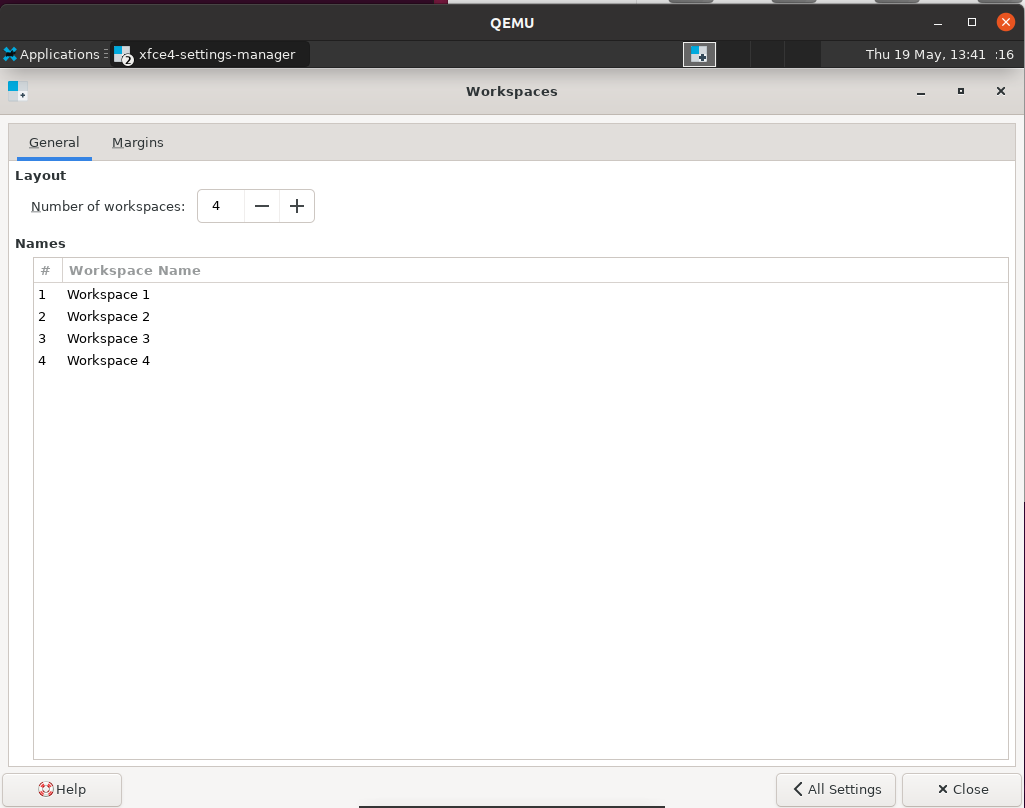 QEMU
Applications
2 xfce4-settings-manager
Thu 19 May, 13:41 :16
Workspaces
General Margins
Layout
Number of workspaces: 4
Names
# Workspace Name
1 Workspace 1
2 Workspace 2
3 Workspace 3
4 Workspace 4
Help All Settings Close